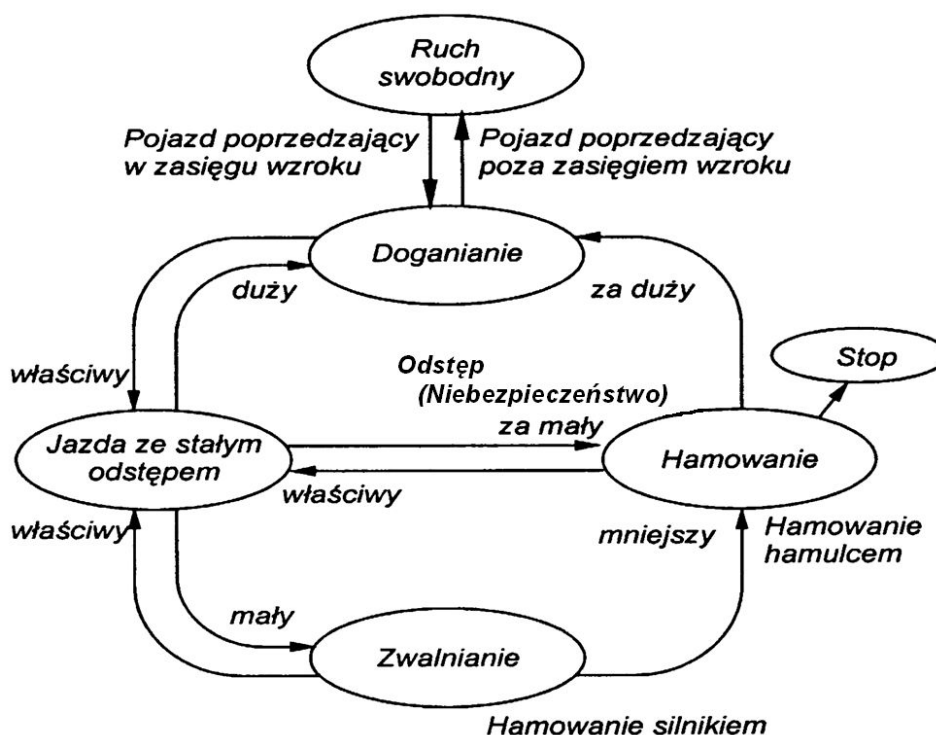 Ruch
swobodny
Pojazd poprzedzający
w zasięgu wzroku
Pojazd poprzedzający
poza zasięgiem wzroku
Doganianie
duży
za duży
Stop
właściwy
Odstęp
(Niebezpieczeństwo)
za mały
Jazda ze stałym
odstępem
Hamowanie
właściwy
właściwy
mniejszy
Hamowanie
hamulcem
mały
Zwalnianie
Hamowanie silnikiem